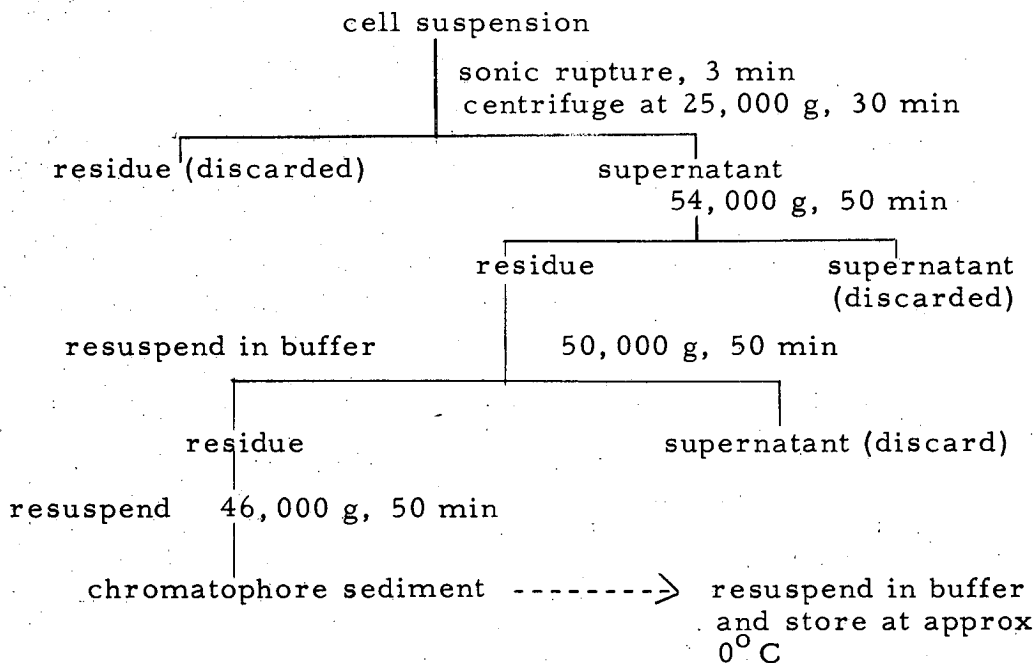 cell suspension
sonic rupture, 3 min
centrifuge at 25,000 g, 30 min
residue (discarded)
supernatant
54,000 g, 50 min
residue
supernatant
(discarded)
resuspend in buffer
50,000 g, 50 min
residue
supernatant (discard)
resuspend 46,000 g, 50 min
chromatophore sediment
resuspend in buffer
and store at approx
0° C